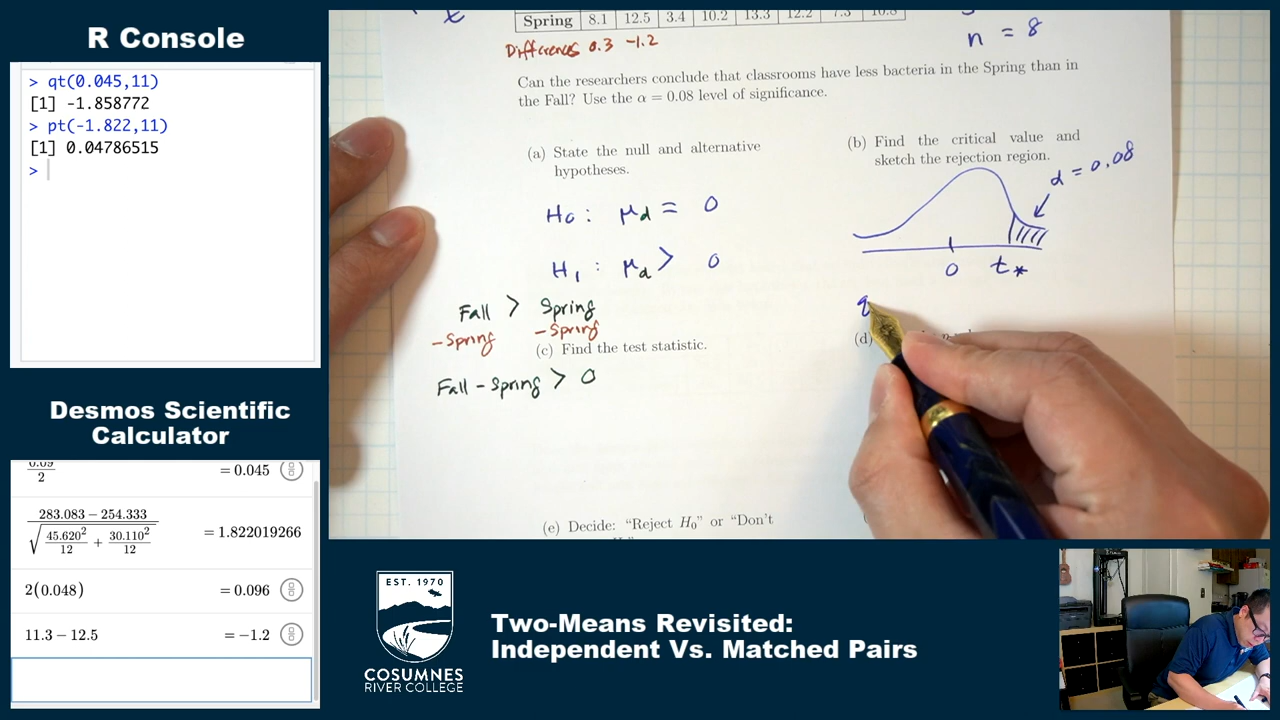 R Console
> qt(0.045,11)
[1] -1.858772
> pt(-1.822,11)
[1] 0.04786515
>
Desmos Scientific
Calculator
0.09
2
= 0.045
283.083 − 254.333
√ 45.620² / 12 + 30.110² / 12
= 1.822019266
2(0.048)
= 0.096
11.3 − 12.5
= −1.2
Spring 8.1 12.5 3.4 10.2 13.3 12.2 7.3 10.8
Differences 0.3 -1.2
n = 8
Can the researchers conclude that classrooms have less bacteria in the Spring than in
the Fall? Use the α = 0.08 level of significance.
(a) State the null and alternative
hypotheses.
H₀ : μd = 0
H₁ : μd > 0
Fall > Spring
- Spring - Spring
(c) Find the test statistic.
Fall - Spring > 0
(b) Find the critical value and
sketch the rejection region.
α = 0.08
0 t*
(d)
(e) Decide: “Reject H₀” or “Don’t
EST. 1970
COSUMNES
RIVER COLLEGE
Two-Means Revisited:
Independent Vs. Matched Pairs